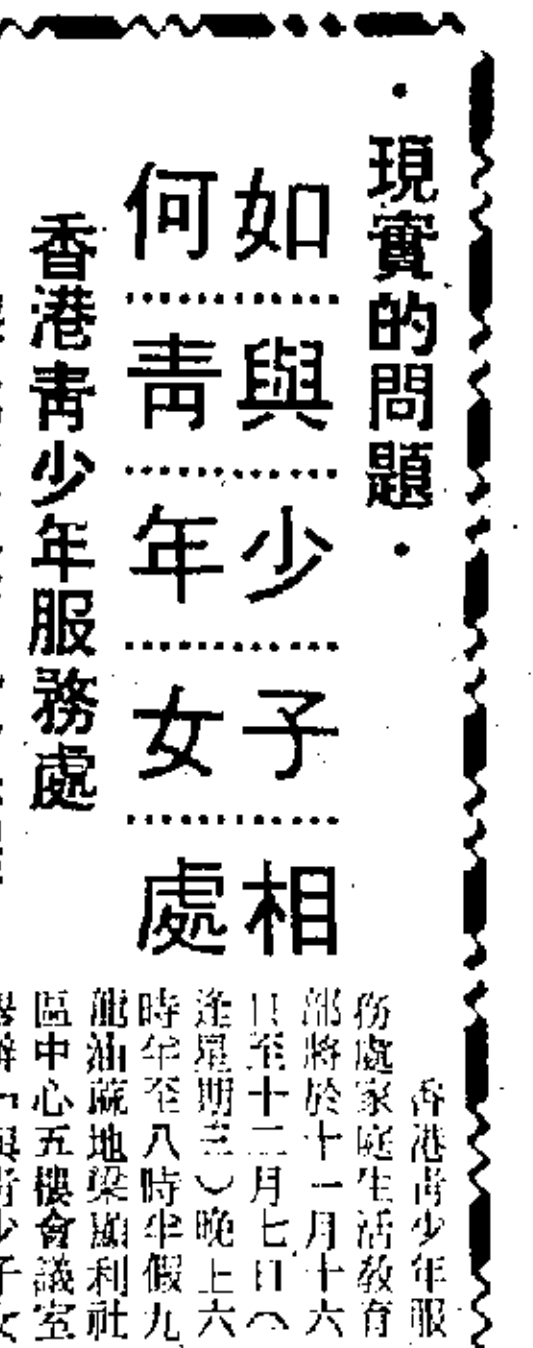 ・現實的問題・
如何
與青
少年
子女
相處
香港青少年服務處
香港青少年服
務處家庭生活教育
部將於十一月十六
日至十二月七日（
逢星期三）晚上六
時半至八時半假九
龍油蔴地梁顯利社
區中心五樓會議室